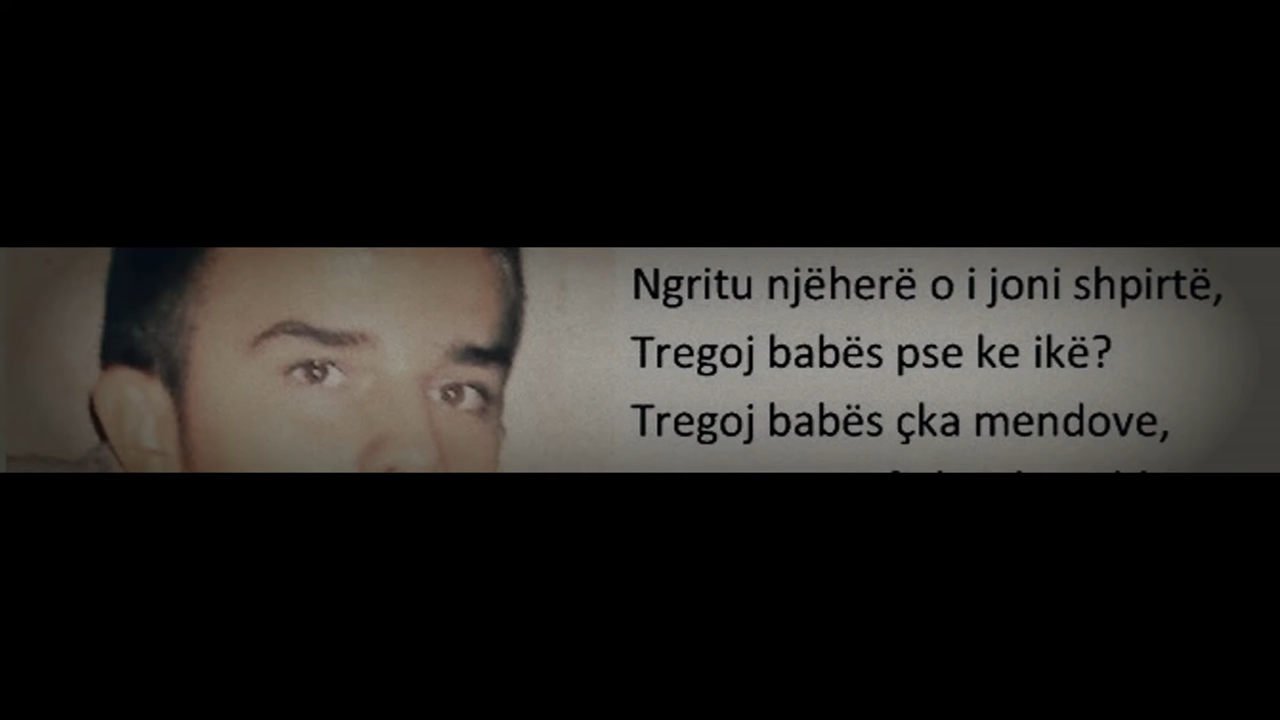 Ngritu njëherë o i joni shpirtë,
Tregoj babës pse ke ikë?
Tregoj babës çka mendove,